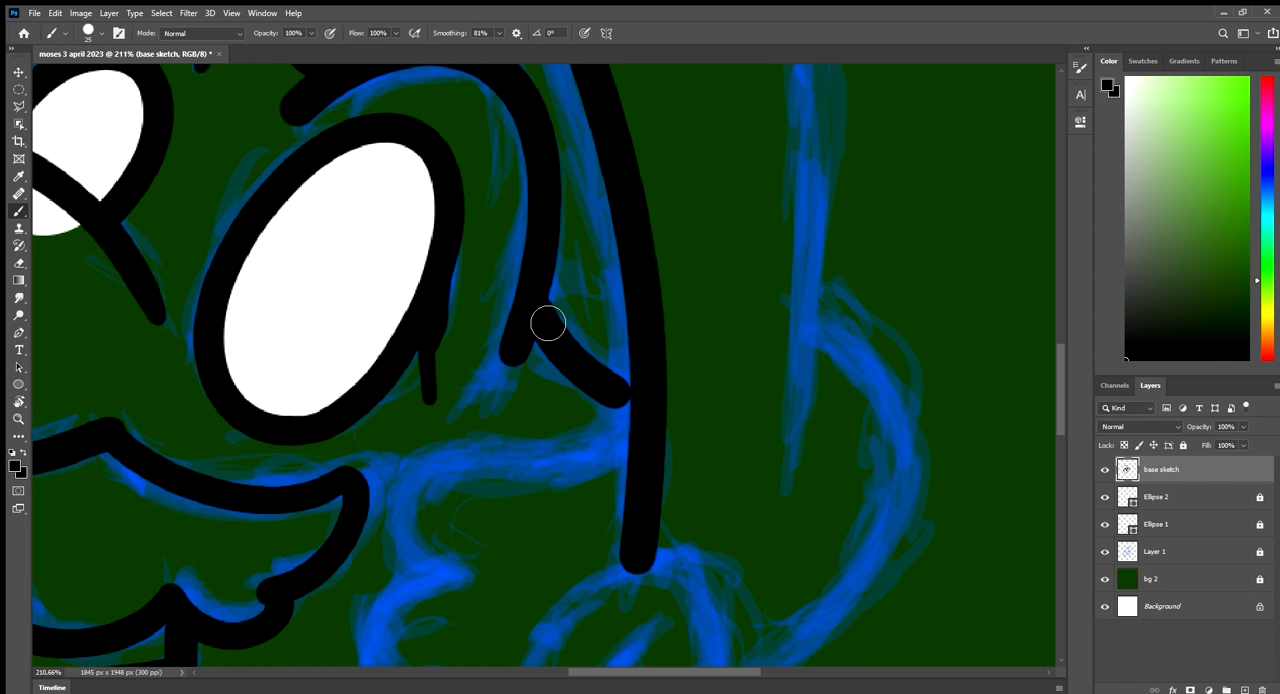 Ps File Edit Image Layer Type Select Filter 3D View Window Help
25 Mode: Normal Opacity: 100% Flow: 100% Smoothing: 81% 0°
moses 3 april 2023 @ 211% (base sketch, RGB/8) *
Color Swatches Gradients Patterns
Channels Layers
Kind
Normal Opacity: 100%
Lock: Fill: 100%
base sketch
Ellipse 2
Ellipse 1
Layer 1
bg 2
Background
210.66% 1845 px x 1948 px (300 ppi)
Timeline